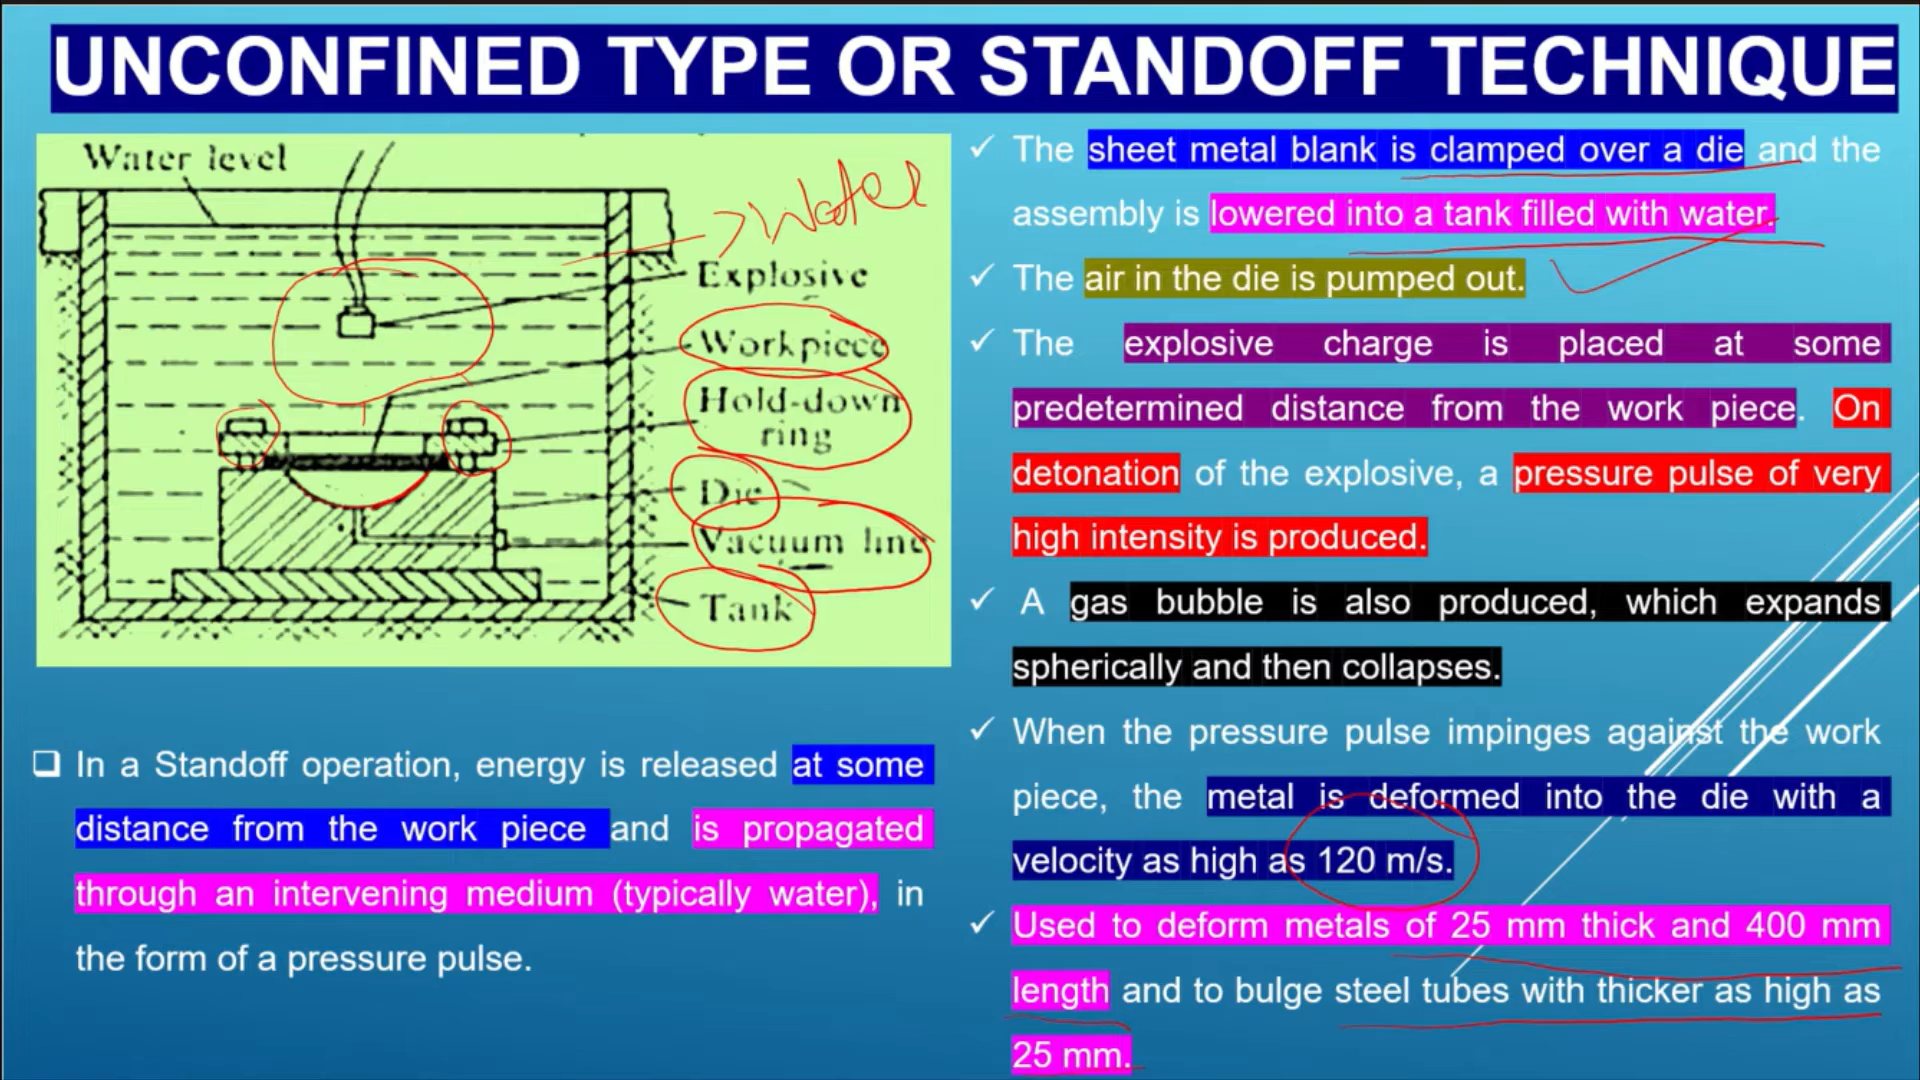 UNCONFINED TYPE OR STANDOFF TECHNIQUE
Water level
Water
Explosive
Workpiece
Hold-down
ring
Die
Vacuum line
Tank
❑ In a Standoff operation, energy is released at some
distance from the work piece and is propagated
through an intervening medium (typically water), in
the form of a pressure pulse.
✓ The sheet metal blank is clamped over a die and the
assembly is lowered into a tank filled with water.
✓ The air in the die is pumped out.
✓ The explosive charge is placed at some
predetermined distance from the work piece. On
detonation of the explosive, a pressure pulse of very
high intensity is produced.
✓ A gas bubble is also produced, which expands
spherically and then collapses.
✓ When the pressure pulse impinges against the work
piece, the metal is deformed into the die with a
velocity as high as 120 m/s.
✓ Used to deform metals of 25 mm thick and 400 mm
length and to bulge steel tubes with thicker as high as
25 mm.